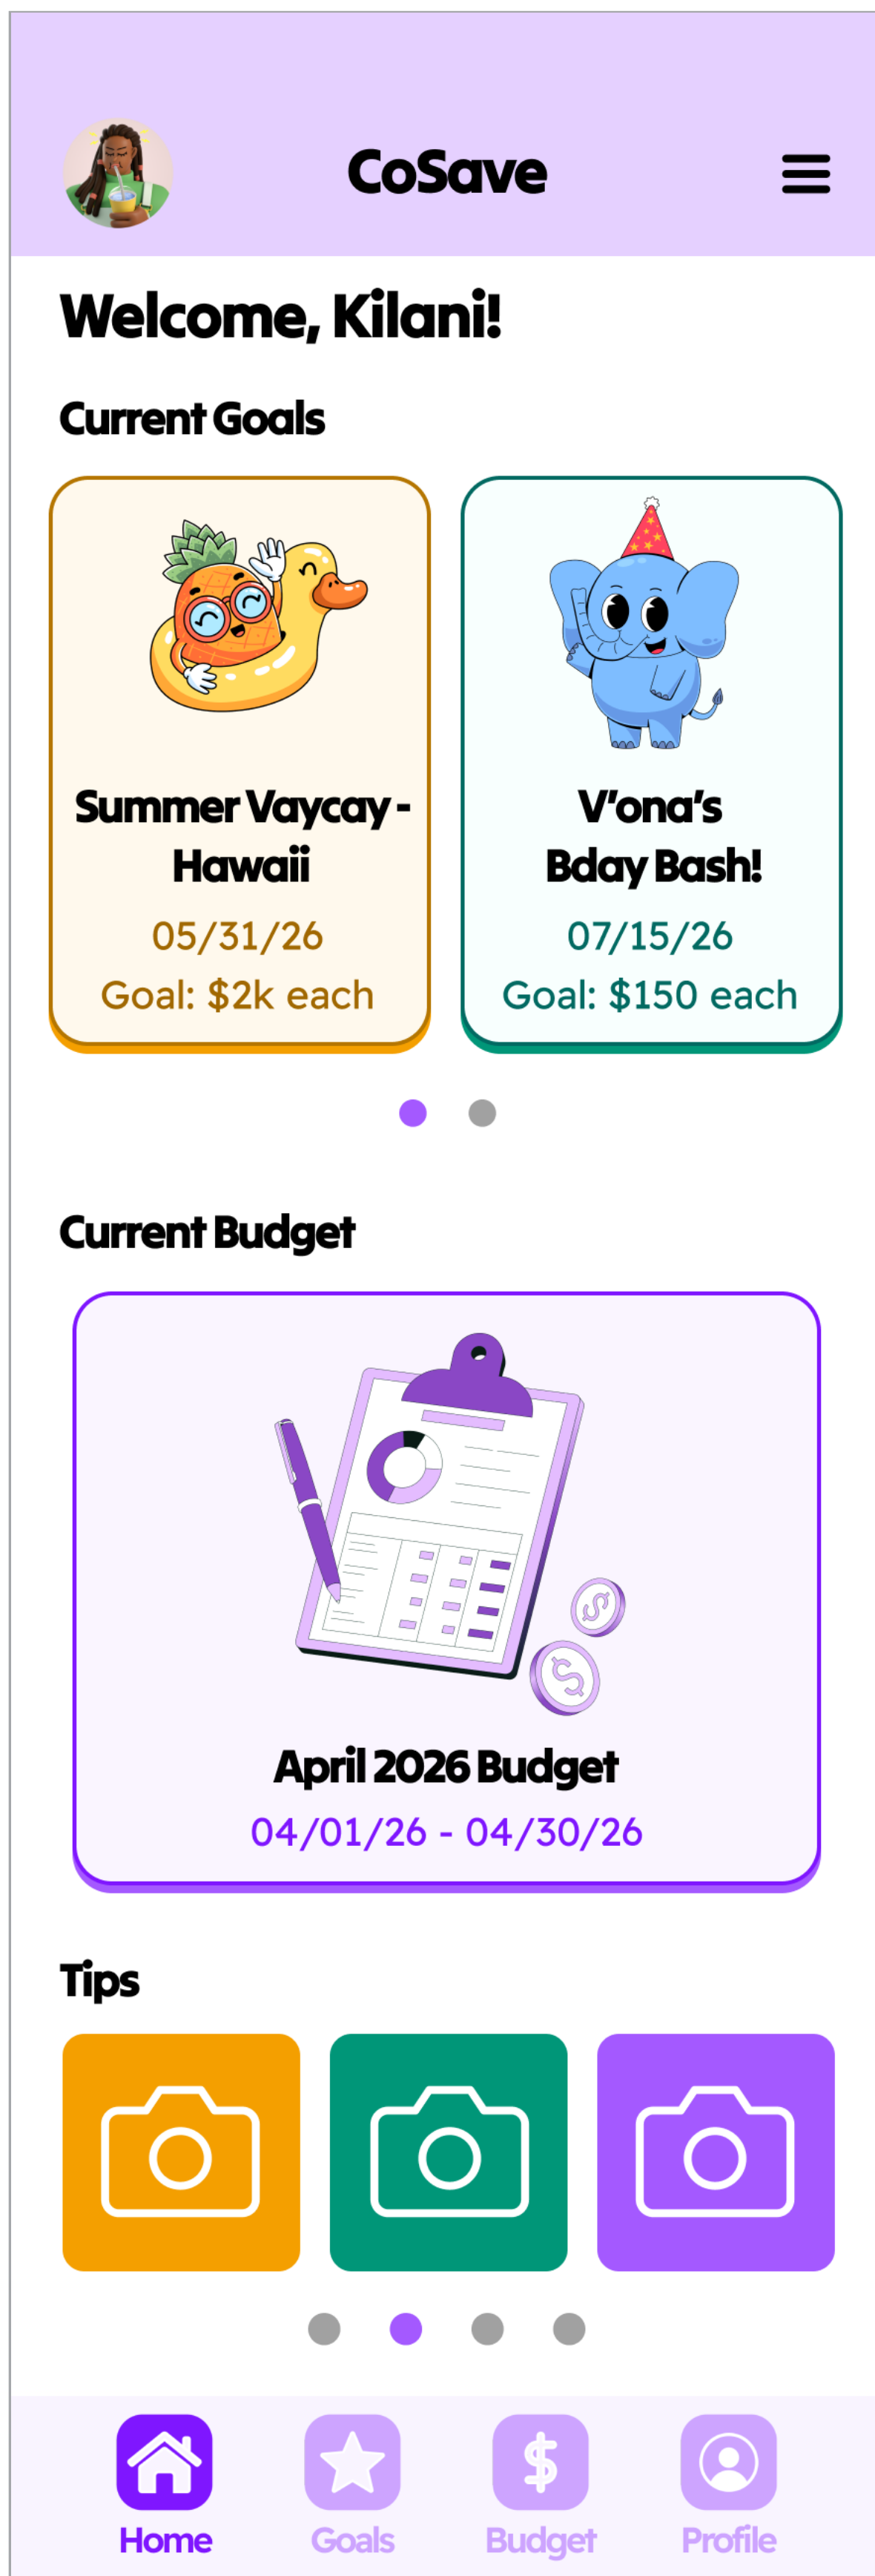 CoSave
Welcome, Kilani!
Current Goals
Summer Vaycay -
Hawaii
05/31/26
Goal: $2k each
V'ona's
Bday Bash!
07/15/26
Goal: $150 each
Current Budget
$
$
April 2026 Budget
04/01/26 - 04/30/26
Tips
$
Home
Goals
Budget
Profile